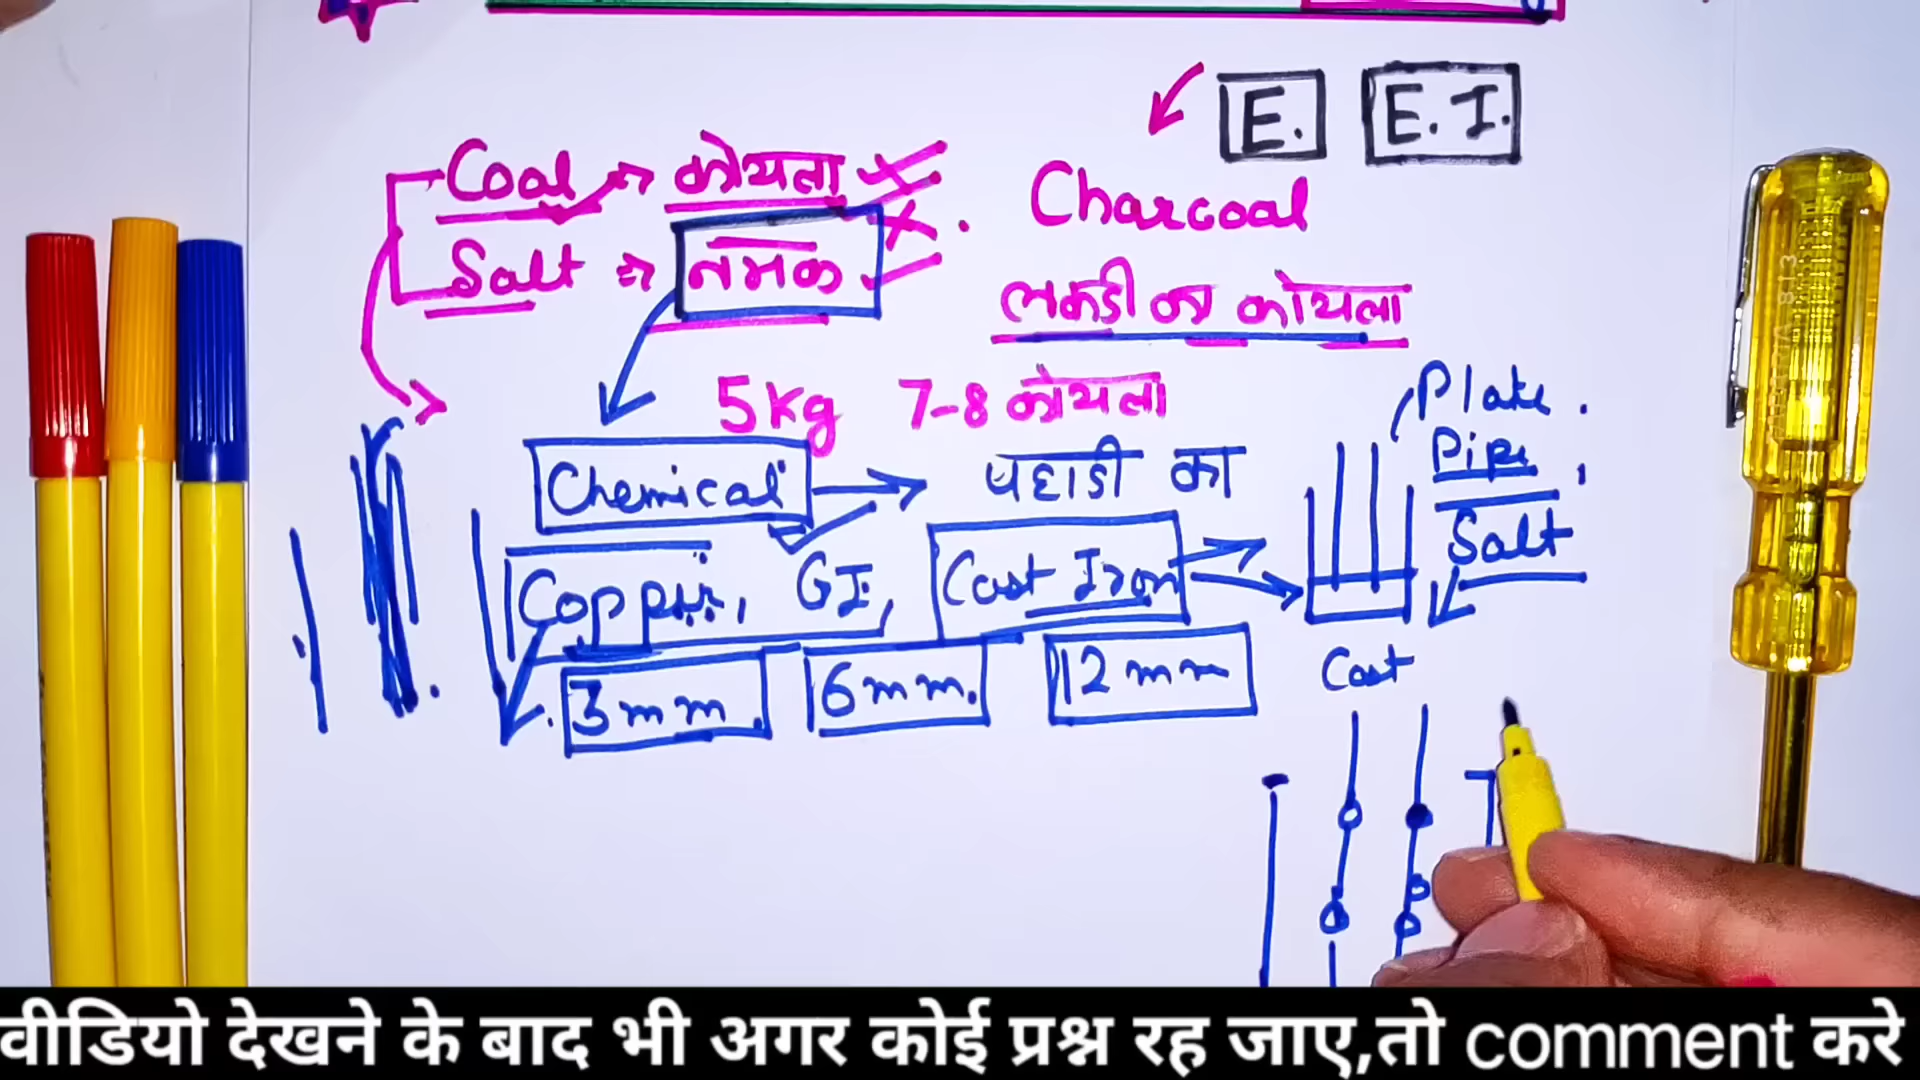 E. E.I.
Coal कोयला
Charcoal
Salt नमक
लकडी का कोयला
5Kg 7-8 कोयला
Plate.
Chemical पहाडी का
Pipe,
Salt
Copper, GI, Cast Iron
3mm. 6mm. 12mm
Cast
वीडियो देखने के बाद भी अगर कोई प्रश्न रह जाए,तो comment करे